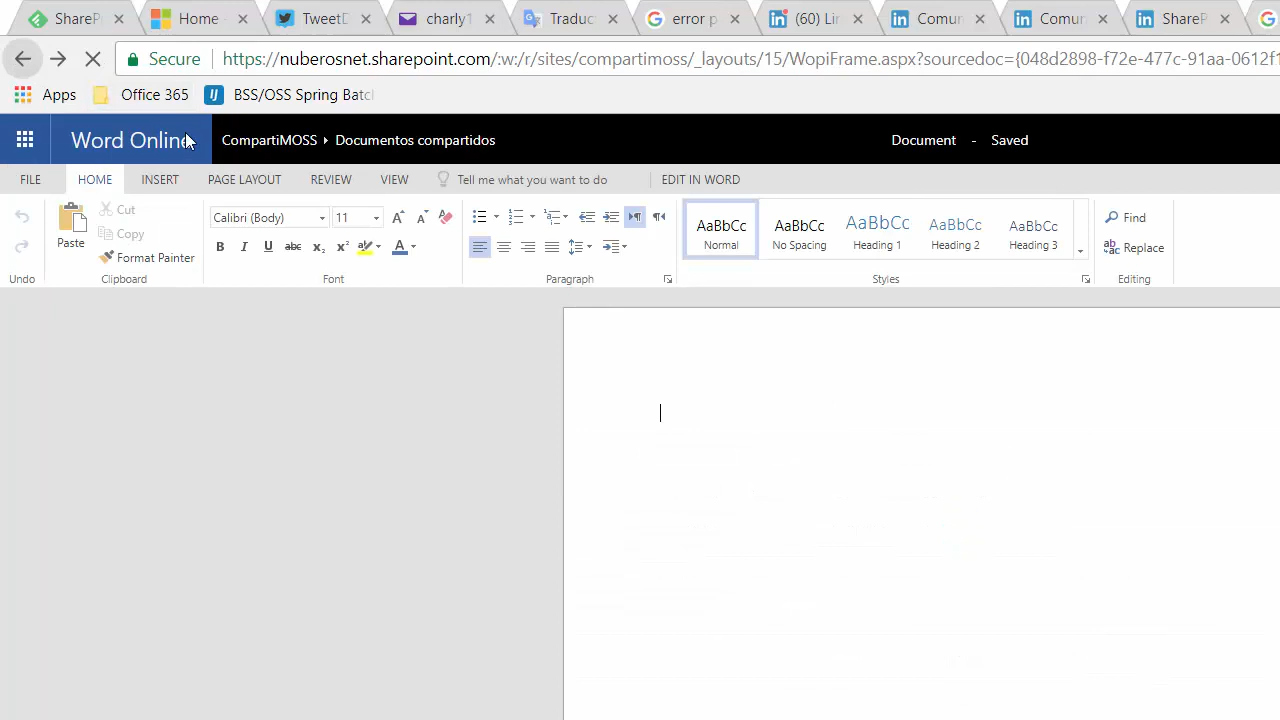 ShareP Home TweetD charly1 Traduc error p (60) Lin Comun Comun ShareP
Secure https://nuberosnet.sharepoint.com/:w:/r/sites/compartimoss/_layouts/15/WopiFrame.aspx?sourcedoc={048d2898-f72e-477c-91aa-0612f1
Apps Office 365 IJ BSS/OSS Spring Batc
Word Online CompartiMOSS Documentos compartidos Document - Saved
FILE HOME INSERT PAGE LAYOUT REVIEW VIEW Tell me what you want to do EDIT IN WORD
Paste Cut Copy Format Painter
Calibri (Body) 11
AaBbCc AaBbCc AaBbCc AaBbCc AaBbCc
Normal No Spacing Heading 1 Heading 2 Heading 3
Find
Replace
Undo Clipboard Font Paragraph Styles Editing